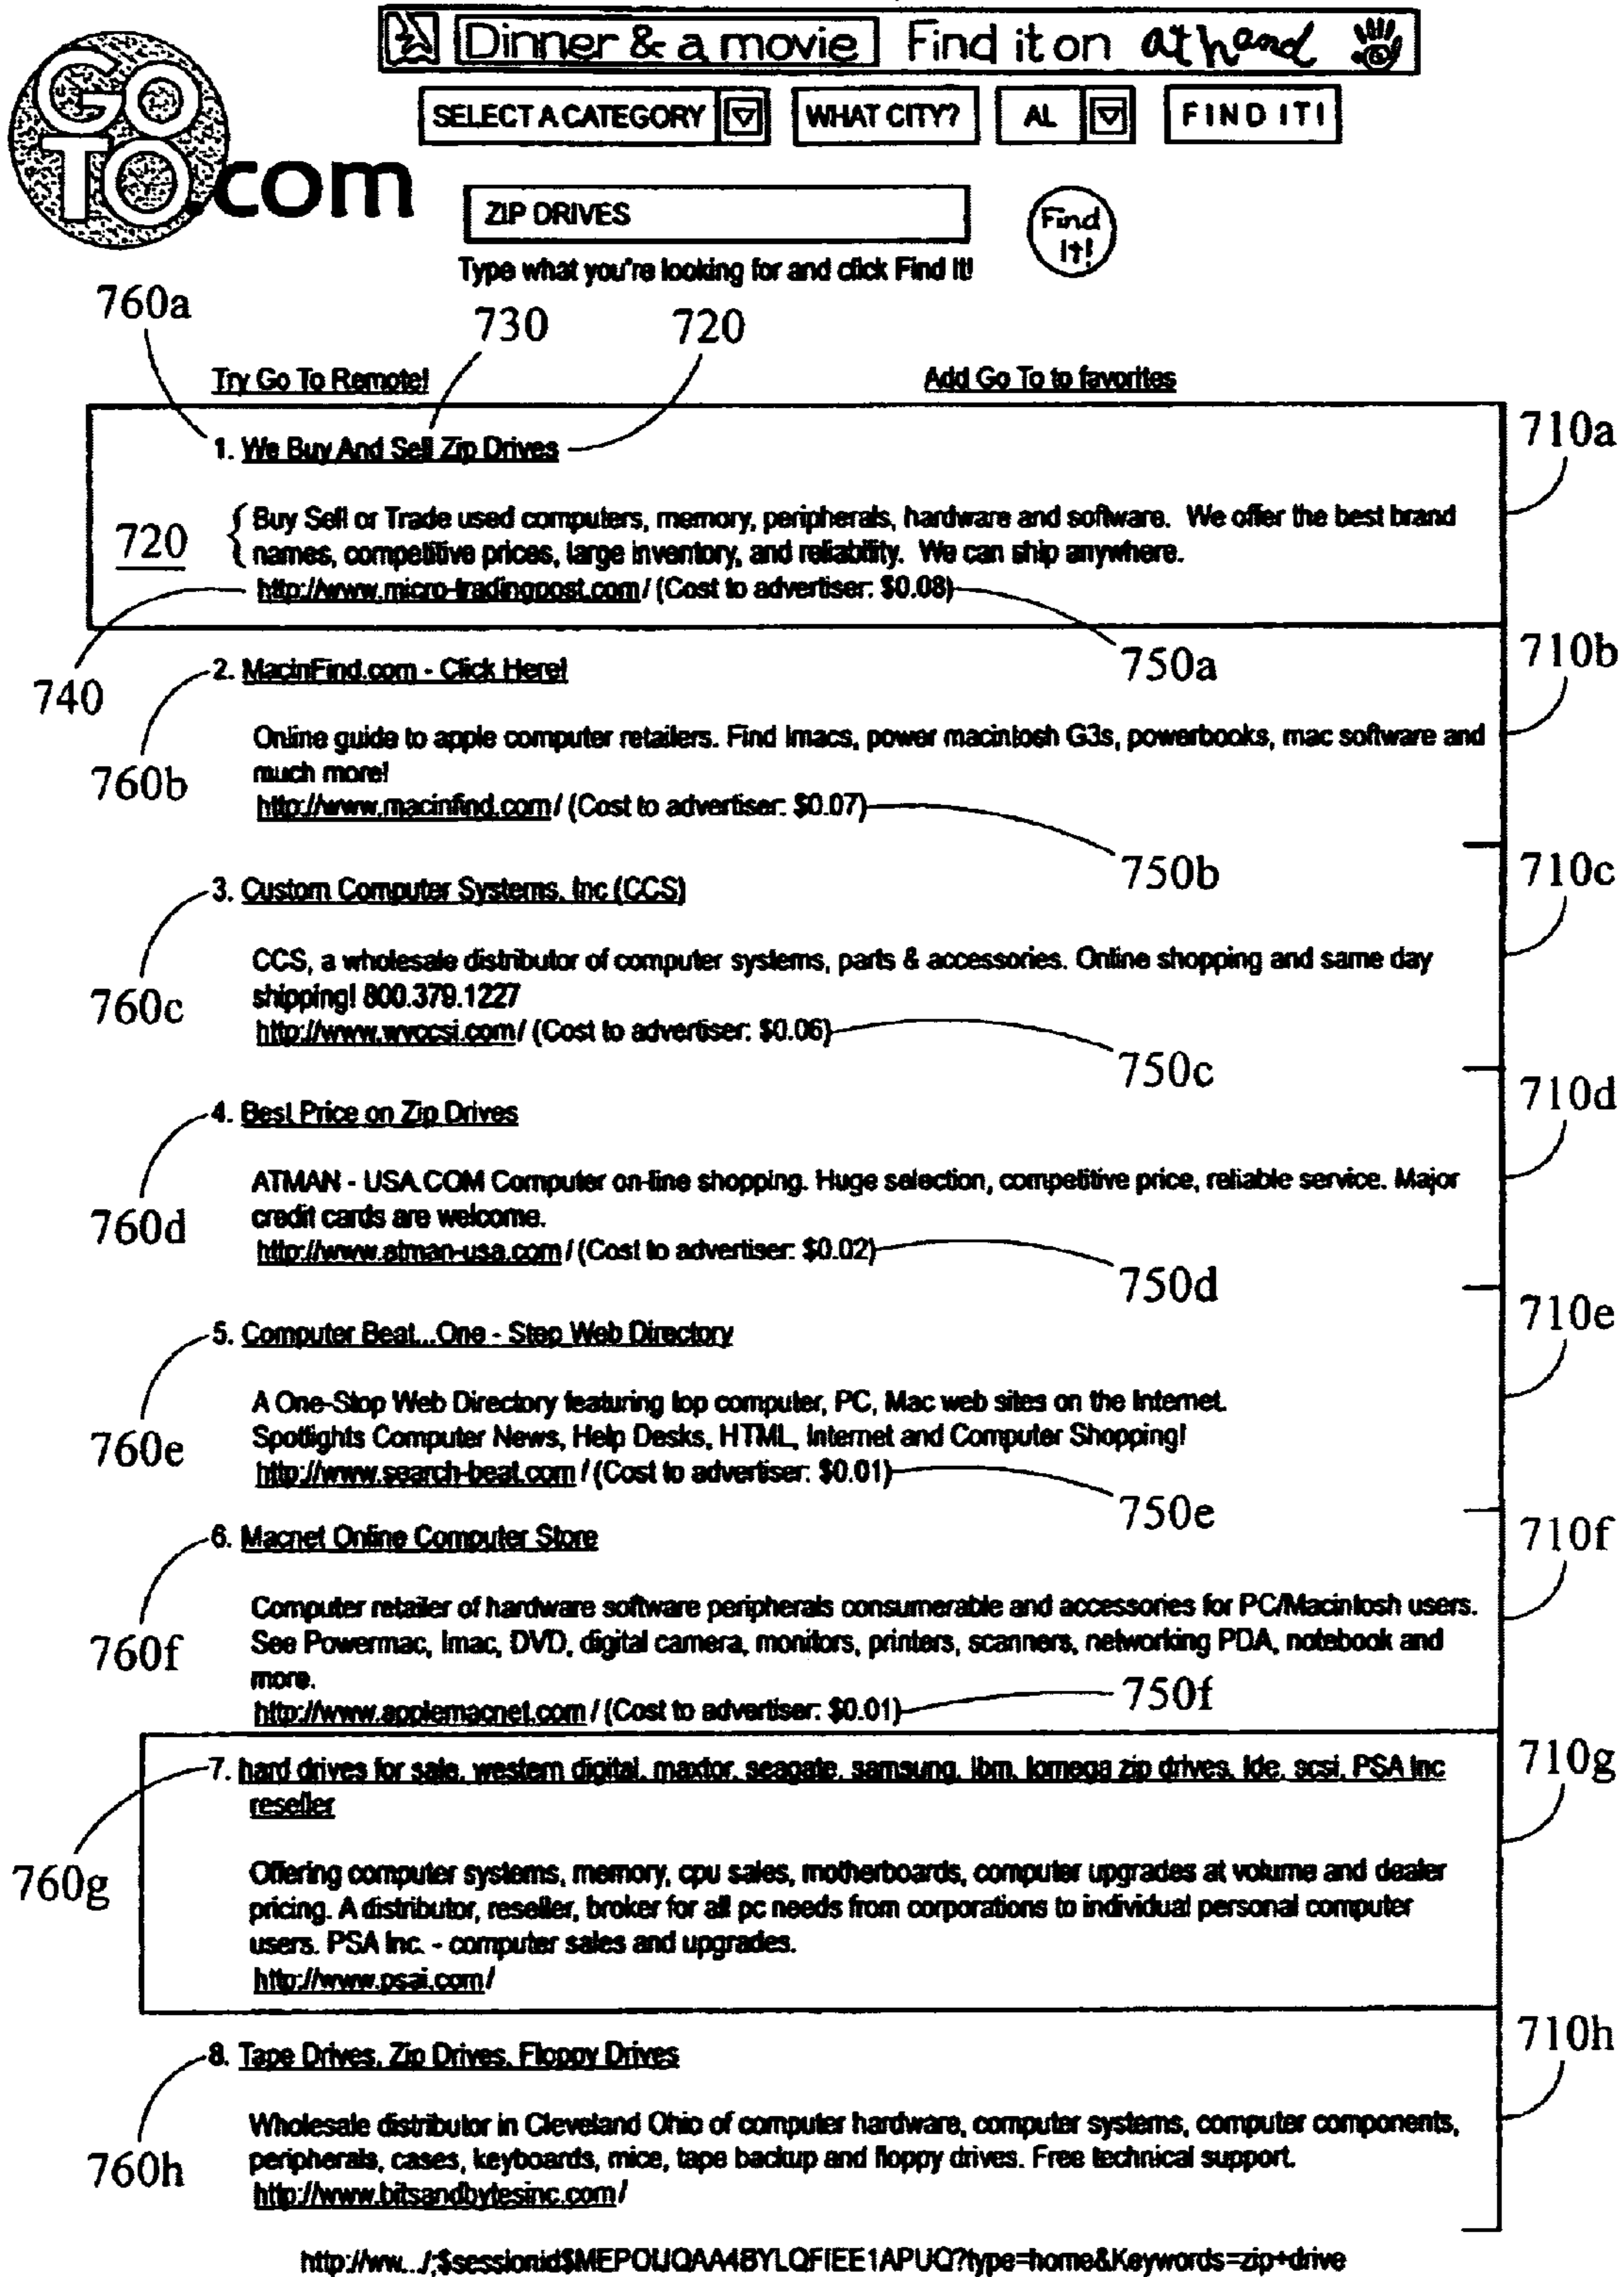 Dinner & a movie Find it on at hand
SELECT A CATEGORY WHAT CITY? AL FIND IT!
GO TO.com
ZIP DRIVES Find It!
Type what you're looking for and click Find It!
760a 730 720
Try Go To Remote! Add Go To to favorites
710a
1. We Buy And Sell Zip Drives
720
Buy Sell or Trade used computers, memory, peripherals, hardware and software. We offer the best brand
names, competitive prices, large inventory, and reliability. We can ship anywhere.
http://www.micro-tradingpost.com/ (Cost to advertiser: $0.08)
740 750a 710b
2. MacinFind.com - Click Here!
760b
Online guide to apple computer retailers. Find Imacs, power macintosh G3s, powerbooks, mac software and
much more!
http://www.macinfind.com/ (Cost to advertiser: $0.07)
750b 710c
3. Custom Computer Systems, Inc (CCS)
760c
CCS, a wholesale distributor of computer systems, parts & accessories. Online shopping and same day
shipping! 800.379.1227
http://www.wvccsi.com/ (Cost to advertiser: $0.06)
750c 710d
4. Best Price on Zip Drives
760d
ATMAN - USA.COM Computer on-line shopping. Huge selection, competitive price, reliable service. Major
credit cards are welcome.
http://www.atman-usa.com/ (Cost to advertiser: $0.02)
750d 710e
5. Computer Beat...One - Step Web Directory
760e
A One-Stop Web Directory featuring top computer, PC, Mac web sites on the Internet.
Spotlights Computer News, Help Desks, HTML, Internet and Computer Shopping!
http://www.search-beat.com / (Cost to advertiser: $0.01)
750e 710f
6. Macnet Online Computer Store
760f
Computer retailer of hardware software peripherals consumerable and accessories for PC/Macintosh users.
See Powermac, Imac, DVD, digital camera, monitors, printers, scanners, networking PDA, notebook and
more.
http://www.applemacnet.com / (Cost to advertiser: $0.01)
750f 710g
7. hard drives for sale, western digital, maxtor, seagate, samsung, ibm, iomega zip drives, ide, scsi, PSA Inc
reseller
760g
Offering computer systems, memory, cpu sales, motherboards, computer upgrades at volume and dealer
pricing. A distributor, reseller, broker for all pc needs from corporations to individual personal computer
users. PSA Inc. - computer sales and upgrades.
http://www.psai.com/
710h
8. Tape Drives, Zip Drives, Floppy Drives
760h
Wholesale distributor in Cleveland Ohio of computer hardware, computer systems, computer components,
peripherals, cases, keyboards, mice, tape backup and floppy drives. Free technical support.
http://www.bitsandbytesinc.com/
http://ww.../;$sessionid$MEPOUQAA4BYLQFIEE1APUQ?type=home&Keywords=zip+drive